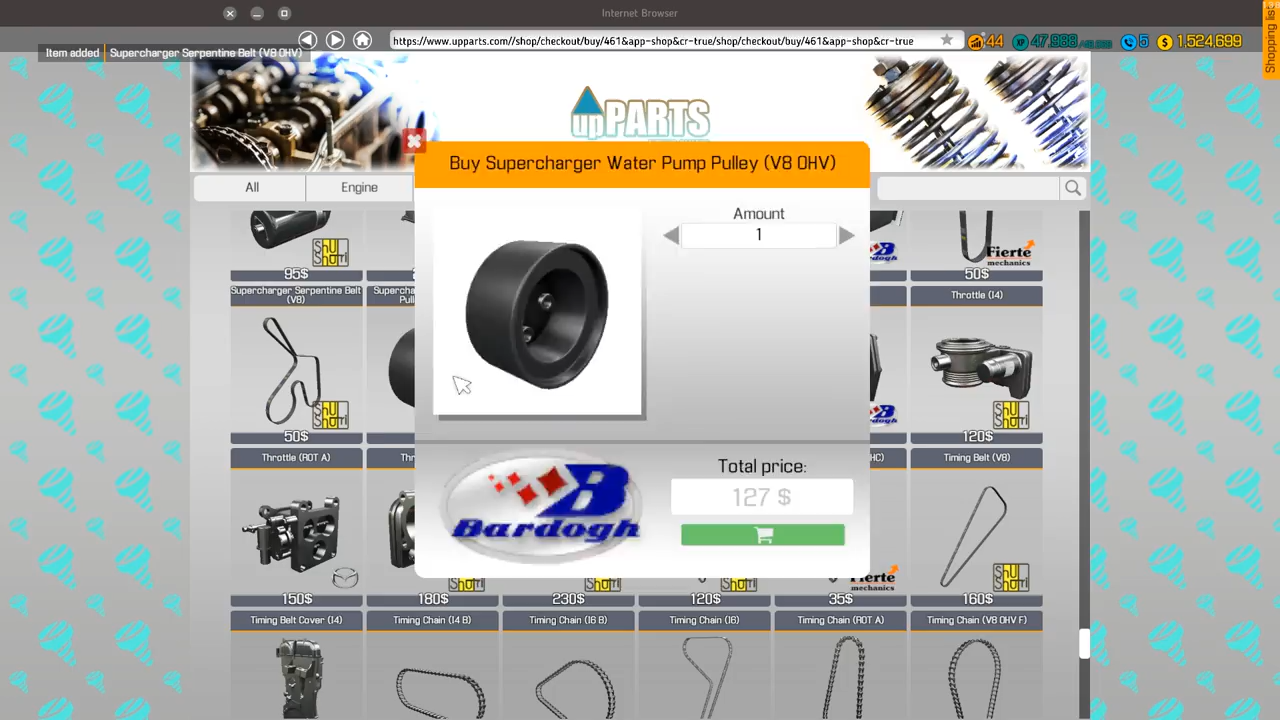 Internet Browser
Item added
Supercharger Serpentine Belt (V8 OHV)
https://www.upparts.com//shop/checkout/buy/461&app-shop&cr-true/shop/checkout/buy/461&app-shop&cr-true
44
5
1,524,699
Shopping list
upPARTS
Buy Supercharger Water Pump Pulley (V8 OHV)
All
Engine
Amount
1
95$
50$
Supercharger Serpentine Belt (V8)
Throttle (I4)
Fierte mechanics
Shu Shotri
50$
120$
Throttle (ROT A)
Timing Belt (V8)
Total price:
127 $
Bardogh
150$
180$
230$
120$
35$
160$
Timing Belt Cover (I4)
Timing Chain (I4 B)
Timing Chain (I6 B)
Timing Chain (I6)
Timing Chain (ROT A)
Timing Chain (V8 OHV F)